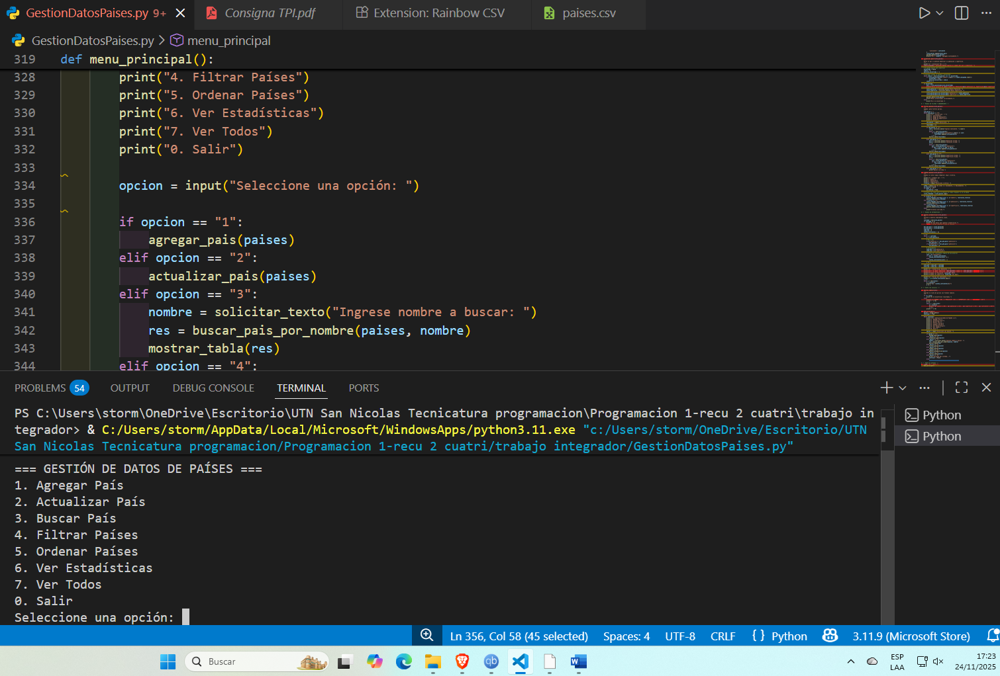 GestionDatosPaises.py 9+
Consigna TPI.pdf
Extension: Rainbow CSV
paises.csv
GestionDatosPaises.py > menu_principal
319 def menu_principal():
328 print("4. Filtrar Países")
329 print("5. Ordenar Países")
330 print("6. Ver Estadísticas")
331 print("7. Ver Todos")
332 print("0. Salir")
333
334 opcion = input("Seleccione una opción: ")
335
336 if opcion == "1":
337 agregar_pais(paises)
338 elif opcion == "2":
339 actualizar_pais(paises)
340 elif opcion == "3":
341 nombre = solicitar_texto("Ingrese nombre a buscar: ")
342 res = buscar_pais_por_nombre(paises, nombre)
343 mostrar_tabla(res)
344 elif opcion == "4":
PROBLEMS 54 OUTPUT DEBUG CONSOLE TERMINAL PORTS
PS C:\Users\storm\OneDrive\Escritorio\UTN San Nicolas Tecnicatura programacion\Programacion 1-recu 2 cuatri\trabajo in
tegrador> & C:/Users/storm/AppData/Local/Microsoft/WindowsApps/python3.11.exe "c:/Users/storm/OneDrive/Escritorio/UTN
San Nicolas Tecnicatura programacion/Programacion 1-recu 2 cuatri/trabajo integrador/GestionDatosPaises.py"
=== GESTIÓN DE DATOS DE PAÍSES ===
1. Agregar País
2. Actualizar País
3. Buscar País
4. Filtrar Países
5. Ordenar Países
6. Ver Estadísticas
7. Ver Todos
0. Salir
Seleccione una opción:
Python
Python
Ln 356, Col 58 (45 selected) Spaces: 4 UTF-8 CRLF {} Python 3.11.9 (Microsoft Store)
Buscar
ESP
LAA
17:23
24/11/2025